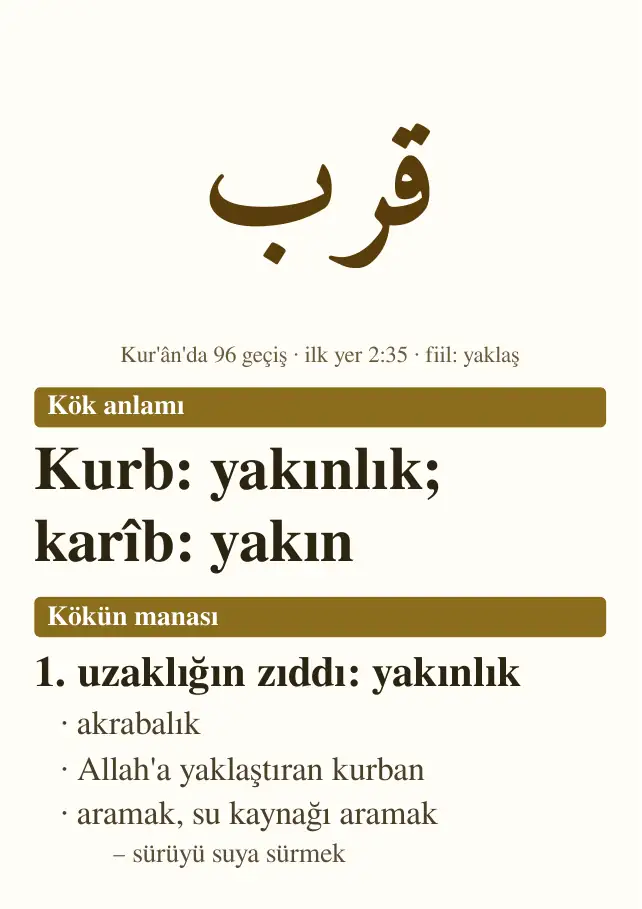 قرب
Kur'ân'da 96 geçiş · ilk yer 2:35 · fiil: yaklaş
Kök anlamı
Kurb: yakınlık;
karîb: yakın
Kökün manası
1. uzaklığın zıddı: yakınlık
· akrabalık
· Allah'a yaklaştıran kurban
· aramak, su kaynağı aramak
– sürüyü suya sürmek